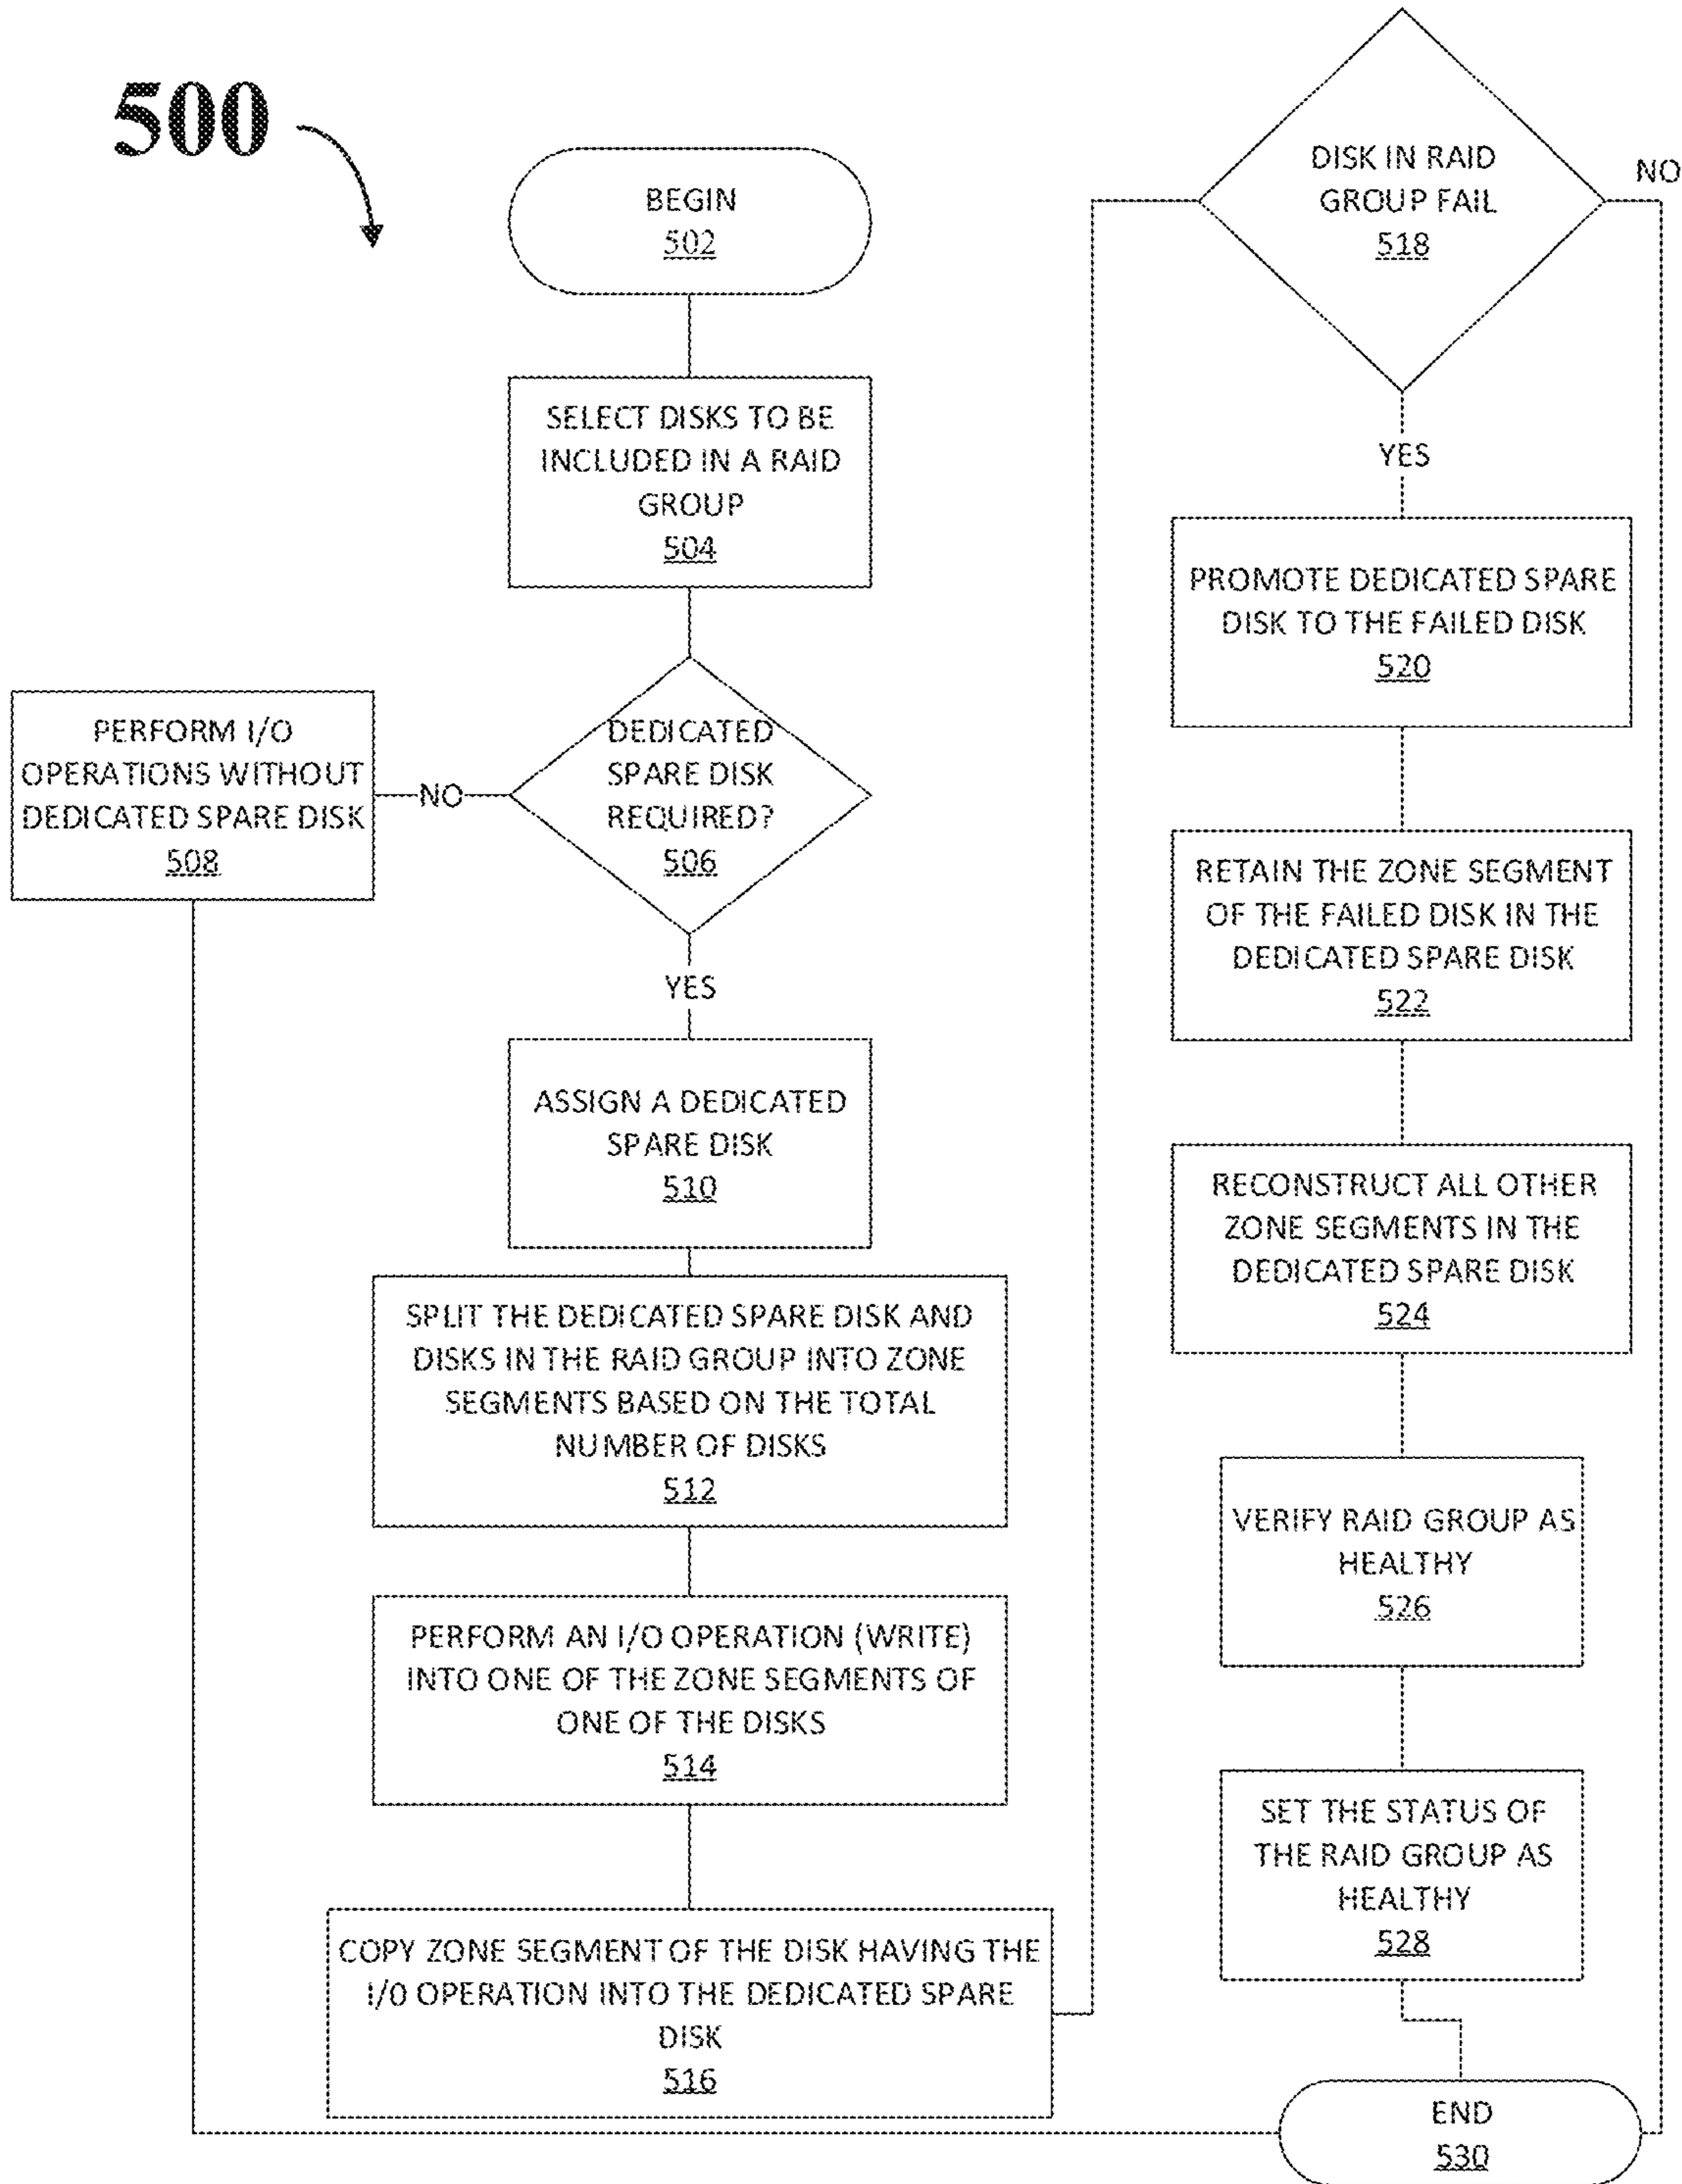 500
BEGIN
502
SELECT DISKS TO BE
INCLUDED IN A RAID
GROUP
504
DEDICATED
SPARE DISK
REQUIRED?
506
NO
PERFORM I/O
OPERATIONS WITHOUT
DEDICATED SPARE DISK
508
YES
ASSIGN A DEDICATED
SPARE DISK
510
SPLIT THE DEDICATED SPARE DISK AND
DISKS IN THE RAID GROUP INTO ZONE
SEGMENTS BASED ON THE TOTAL
NUMBER OF DISKS
512
PERFORM AN I/O OPERATION (WRITE)
INTO ONE OF THE ZONE SEGMENTS OF
ONE OF THE DISKS
514
COPY ZONE SEGMENT OF THE DISK HAVING THE
I/0 OPERATION INTO THE DEDICATED SPARE
DISK
516
DISK IN RAID
GROUP FAIL
518
NO
YES
PROMOTE DEDICATED SPARE
DISK TO THE FAILED DISK
520
RETAIN THE ZONE SEGMENT
OF THE FAILED DISK IN THE
DEDICATED SPARE DISK
522
RECONSTRUCT ALL OTHER
ZONE SEGMENTS IN THE
DEDICATED SPARE DISK
524
VERIFY RAID GROUP AS
HEALTHY
526
SET THE STATUS OF
THE RAID GROUP AS
HEALTHY
528
END
530